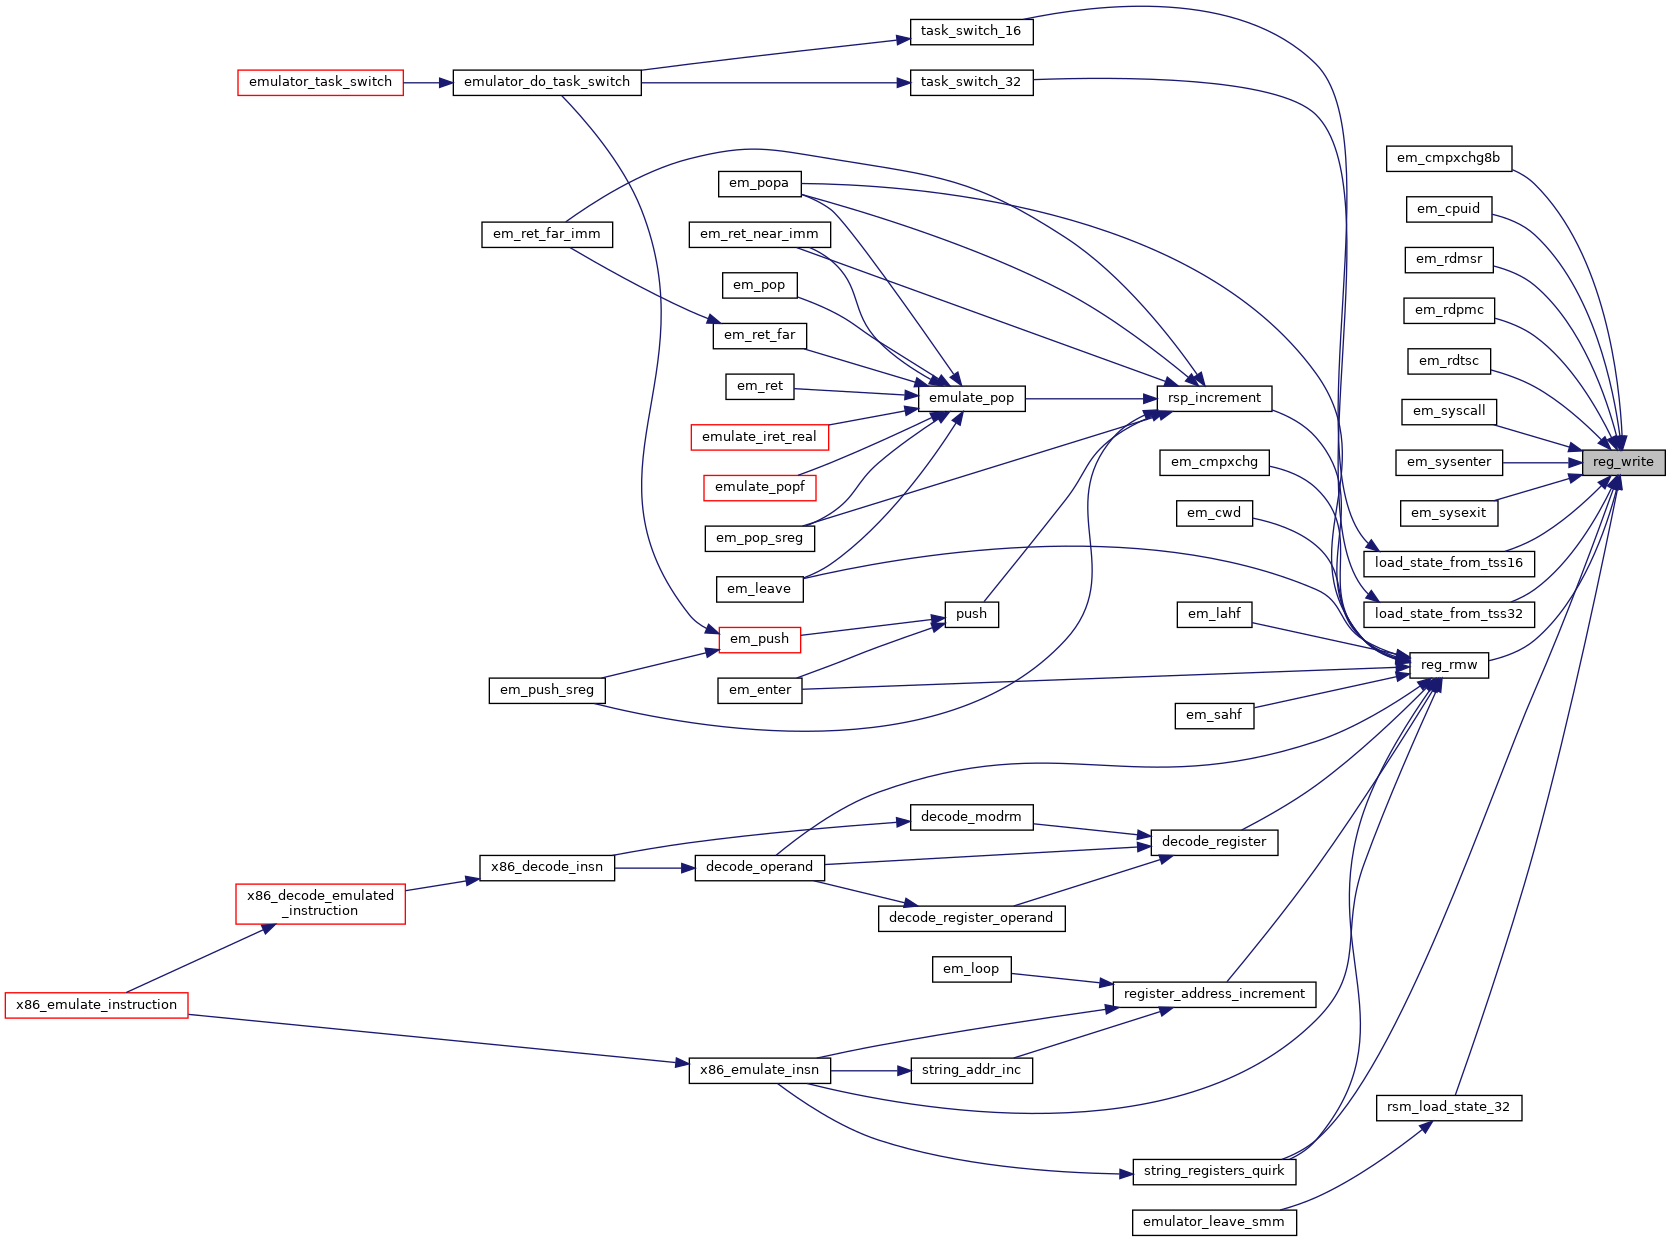 task_switch_16
emulator_task_switch
emulator_do_task_switch
task_switch_32
em_cmpxchg8b
em_popa
em_cpuid
em_ret_far_imm
em_ret_near_imm
em_rdmsr
em_pop
em_rdpmc
em_ret_far
em_rdtsc
em_ret
emulate_pop
rsp_increment
em_syscall
emulate_iret_real
em_cmpxchg
em_sysenter
reg_write
emulate_popf
em_cwd
em_sysexit
em_pop_sreg
load_state_from_tss16
em_leave
push
em_lahf
load_state_from_tss32
em_push
reg_rmw
em_push_sreg
em_enter
em_sahf
decode_modrm
decode_register
x86_decode_insn
decode_operand
x86_decode_emulated
_instruction
decode_register_operand
em_loop
register_address_increment
x86_emulate_instruction
x86_emulate_insn
string_addr_inc
rsm_load_state_32
string_registers_quirk
emulator_leave_smm